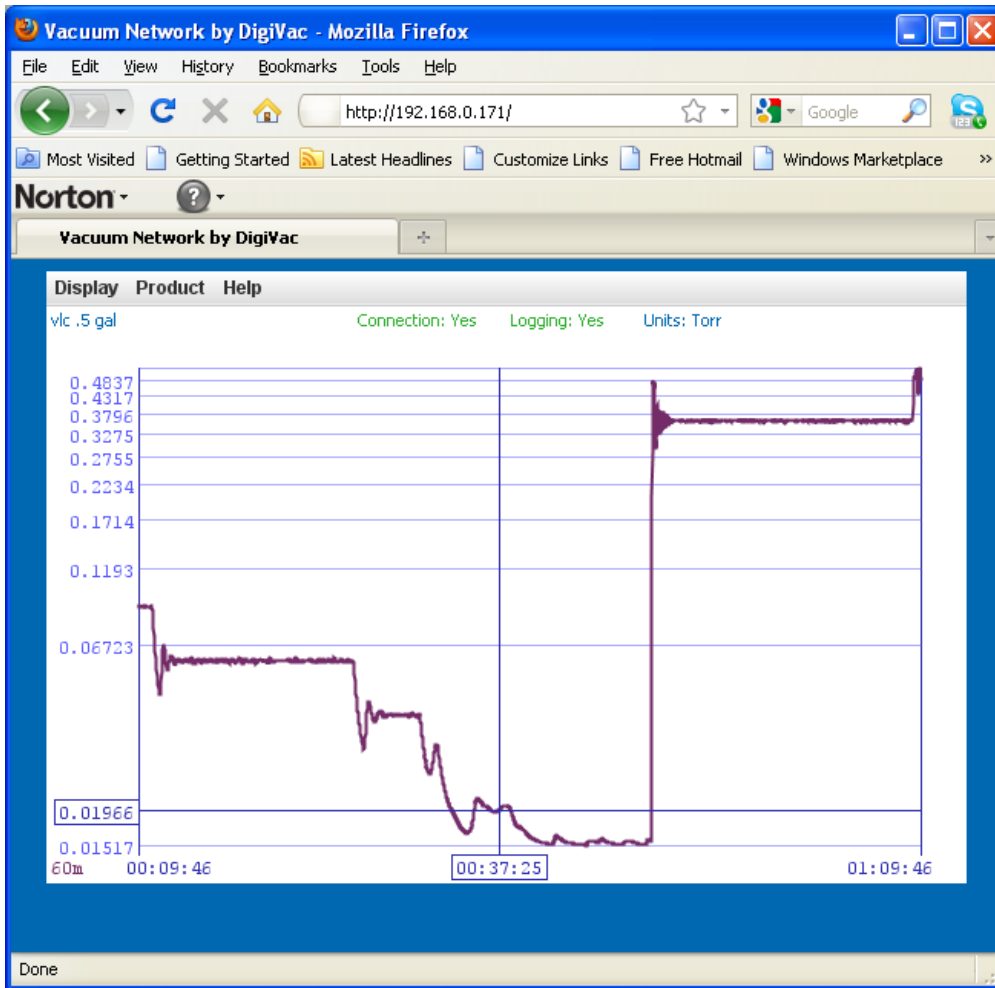 Vacuum Network by DigiVac - Mozilla Firefox
File Edit View History Bookmarks Tools Help
http://192.168.0.171/ Google
Most Visited Getting Started Latest Headlines Customize Links Free Hotmail Windows Marketplace »
Norton ?
Vacuum Network by DigiVac
Display Product Help
vlc .5 gal Connection: Yes Logging: Yes Units: Torr
0.4837
0.4317
0.3796
0.3275
0.2755
0.2234
0.1714
0.1193
0.06723
0.01966
0.01517
60m 00:09:46 00:37:25 01:09:46
Done